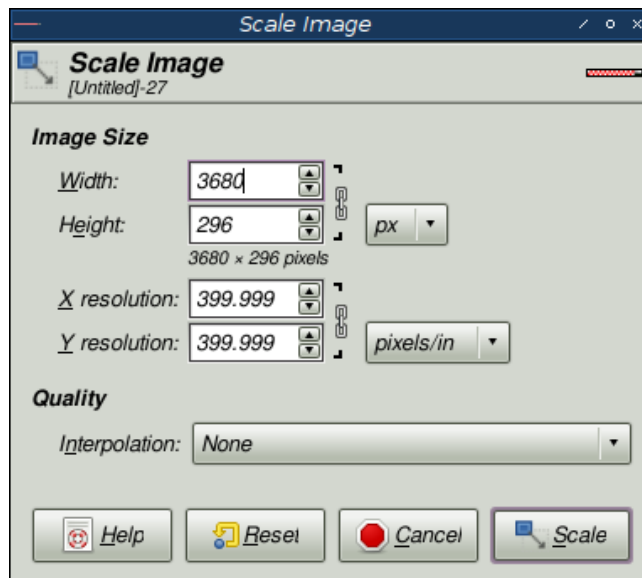 Scale Image
Scale Image
[Untitled]-27
Image Size
Width: 3680
Height: 296 px
3680 × 296 pixels
X resolution: 399.999
Y resolution: 399.999 pixels/in
Quality
Interpolation: None
Help Reset Cancel Scale